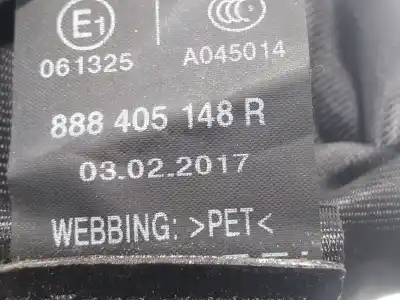 E1
061325 A045014
888 405 148 R
03.02.2017
WEBBING: >PET<